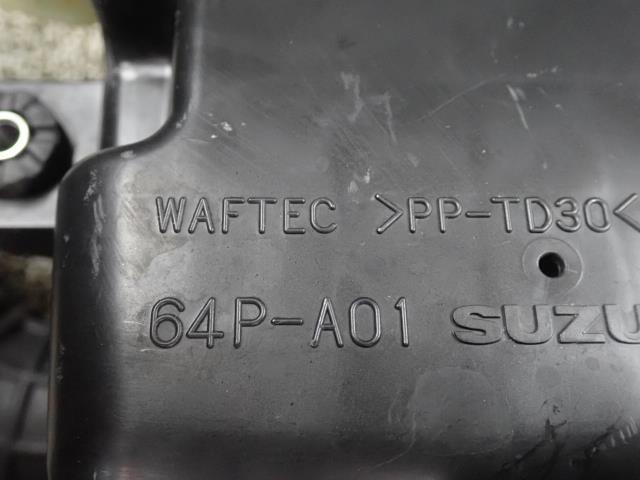 WAFTEC >PP-TD30<
64P-A01 SUZU